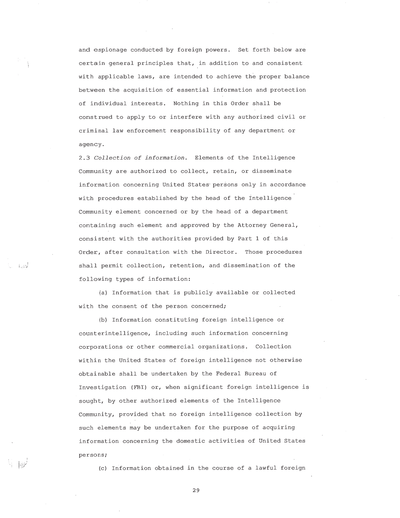 and espionage conducted by foreign powers. Set forth below are
certain general principles that, in addition to and consistent
with applicable laws, are intended to achieve the proper balance
between the acquisition of essential information and protection
of individual interests. Nothing in this Order shall be
construed to apply to or interfere with any authorized civil or
criminal law enforcement responsibility of any department or
agency.
2.3 Collection of information. Elements of the Intelligence
Community are authorized to collect, retain, or disseminate
information concerning United States persons only in accordance
with procedures established by the head of the Intelligence
Community element concerned or by the head of a department
containing such element and approved by the Attorney General,
consistent with the authorities provided by Part 1 of this
Order, after consultation with the Director. Those procedures
shall permit collection, retention, and dissemination of the
following types of information:
(a) Information that is publicly available or collected
with the consent of the person concerned;
(b) Information constituting foreign intelligence or
counterintelligence, including such information concerning
corporations or other commercial organizations. Collection
within the United States of foreign intelligence not otherwise
obtainable shall be undertaken by the Federal Bureau of
Investigation (FBI) or, when significant foreign intelligence is
sought, by other authorized elements of the Intelligence
Community, provided that no foreign intelligence collection by
such elements may be undertaken for the purpose of acquiring
information concerning the domestic activities of United States
persons;
(c) Information obtained in the course of a lawful foreign
29